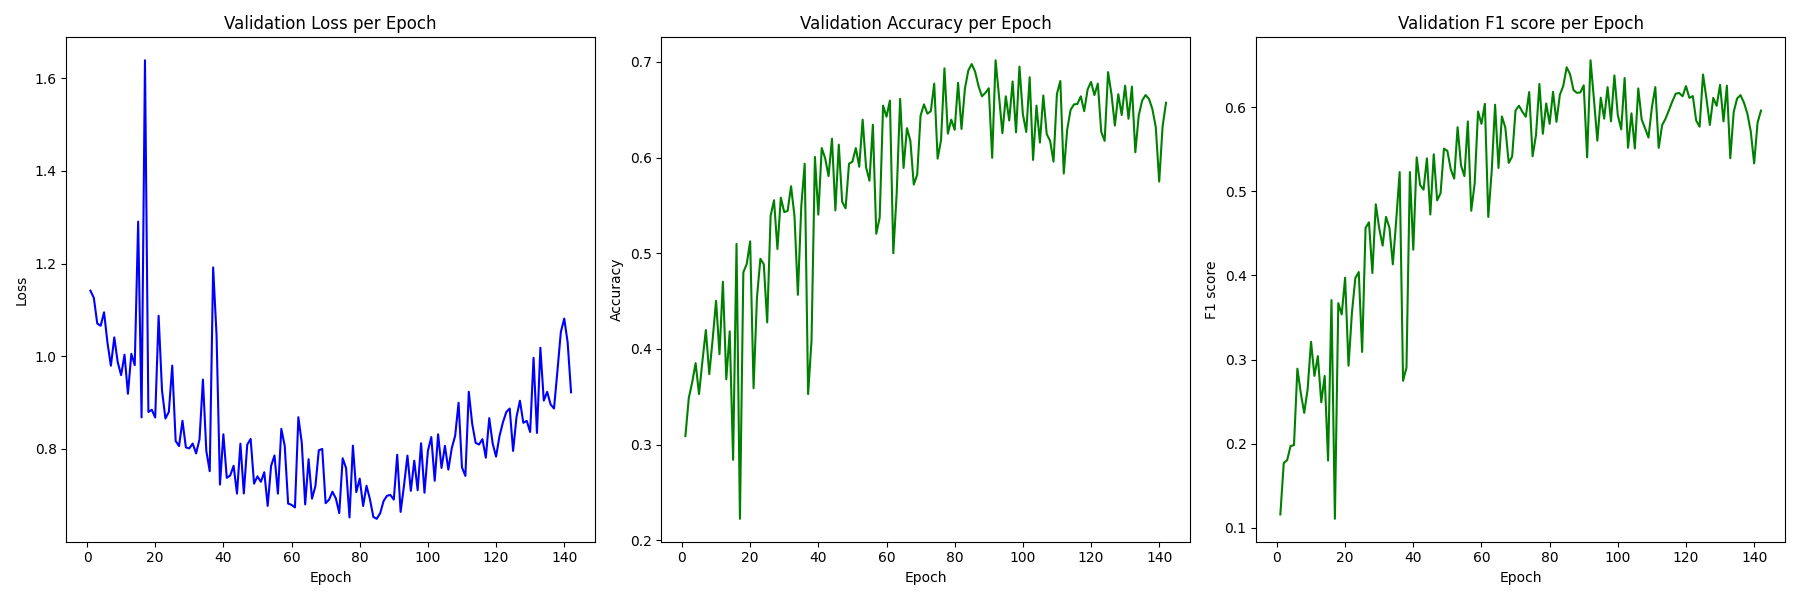 Validation Loss per Epoch
Loss
1.6
1.4
1.2
1.0
0.8
0 20 40 60 80 100 120 140
Epoch
Validation Accuracy per Epoch
Accuracy
0.7
0.6
0.5
0.4
0.3
0.2
0 20 40 60 80 100 120 140
Epoch
Validation F1 score per Epoch
F1 score
0.6
0.5
0.4
0.3
0.2
0.1
0 20 40 60 80 100 120 140
Epoch